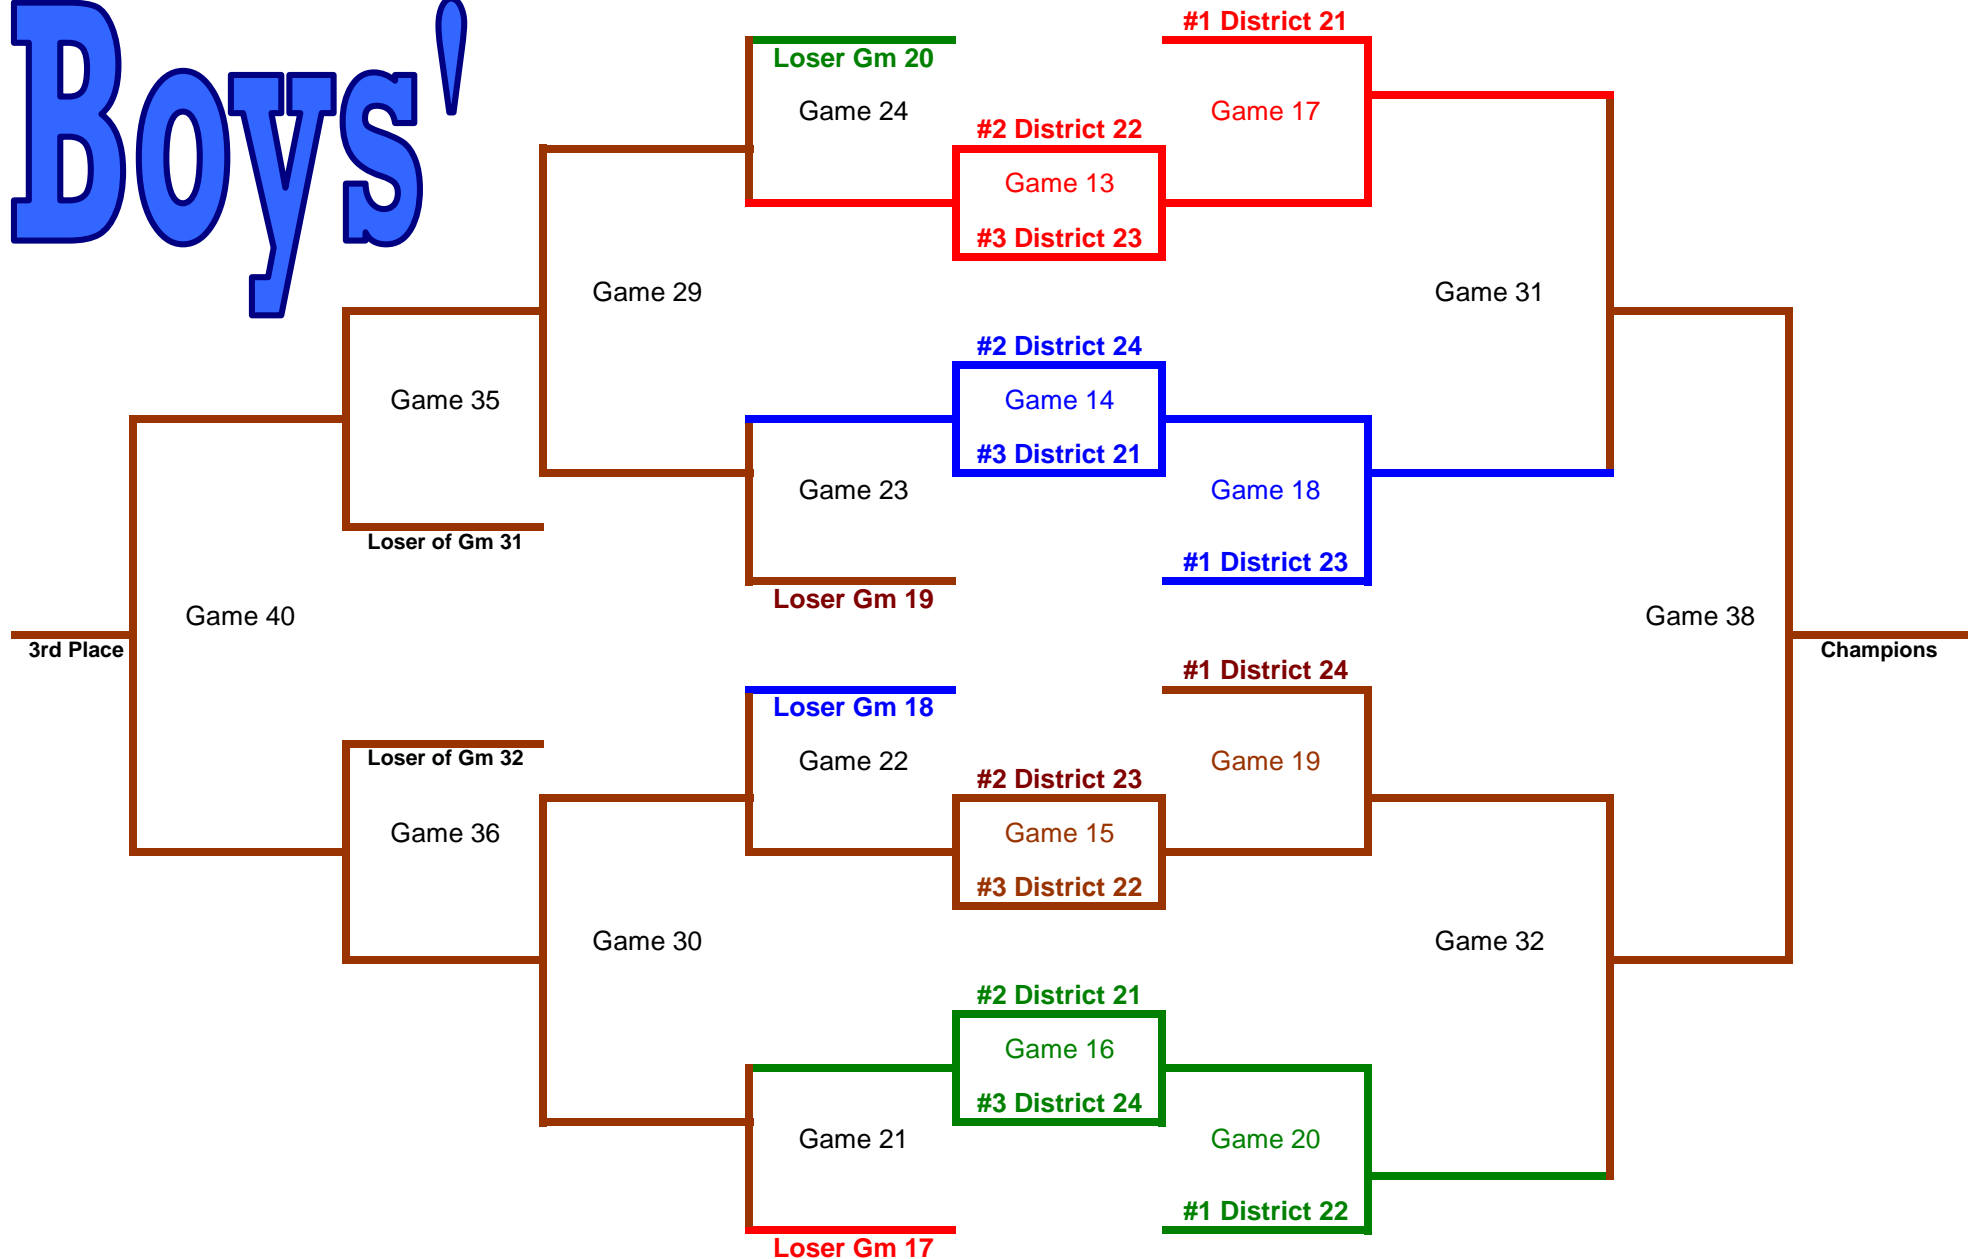 Boys'
#1 District 21
Loser Gm 20
Game 24
Game 17
#2 District 22
Game 13
#3 District 23
Game 29
Game 31
#2 District 24
Game 35
Game 14
#3 District 21
Game 23
Game 18
Loser of Gm 31
#1 District 23
Loser Gm 19
Game 40
Game 38
3rd Place
Champions
#1 District 24
Loser Gm 18
Loser of Gm 32
Game 22
Game 19
#2 District 23
Game 36
Game 15
#3 District 22
Game 30
Game 32
#2 District 21
Game 16
#3 District 24
Game 21
Game 20
#1 District 22
Loser Gm 17